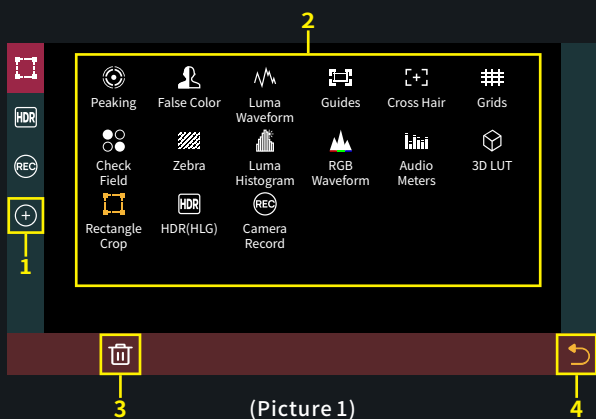 2
Peaking
False Color
Luma
Waveform
Guides
Cross Hair
Grids
HDR
Check
Field
Zebra
Luma
Histogram
RGB
Waveform
Audio
Meters
3D LUT
REC
HDR
REC
Rectangle
Crop
HDR(HLG)
Camera
Record
1
3
(Picture 1)
4